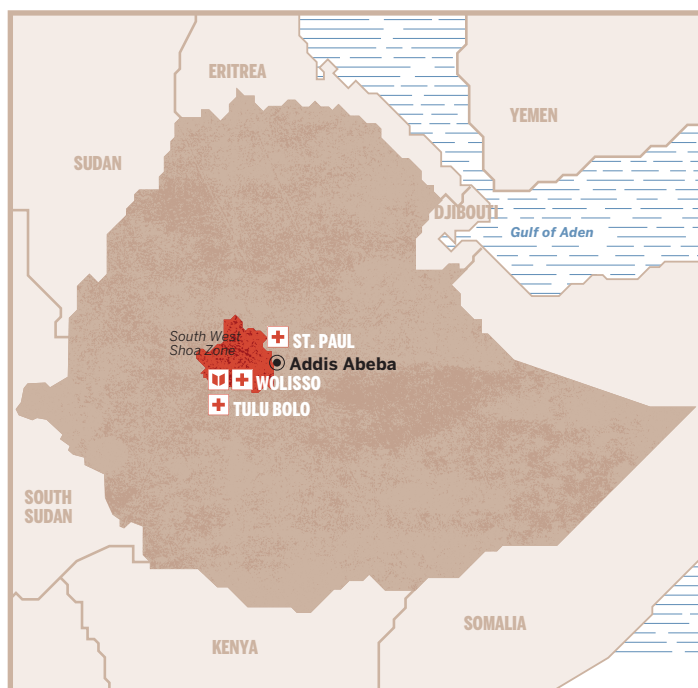 ERITREA
YEMEN
SUDAN
DJIBOUTI
Gulf of Aden
South West
Shoa Zone
ST. PAUL
Addis Abeba
WOLISSO
TULU BOLO
SOUTH
SUDAN
SOMALIA
KENYA